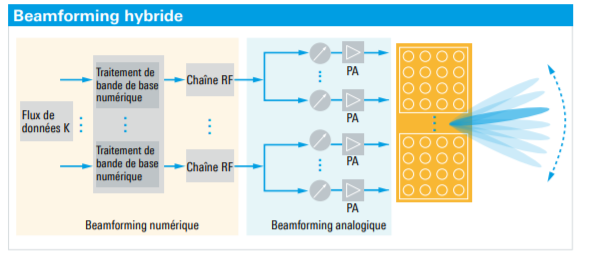 Beamforming hybride
Traitement de
bande de base
numérique
Chaîne RF
PA
PA
Flux de
données K
Traitement de
bande de base
numérique
Chaîne RF
PA
PA
Beamforming numérique
Beamforming analogique